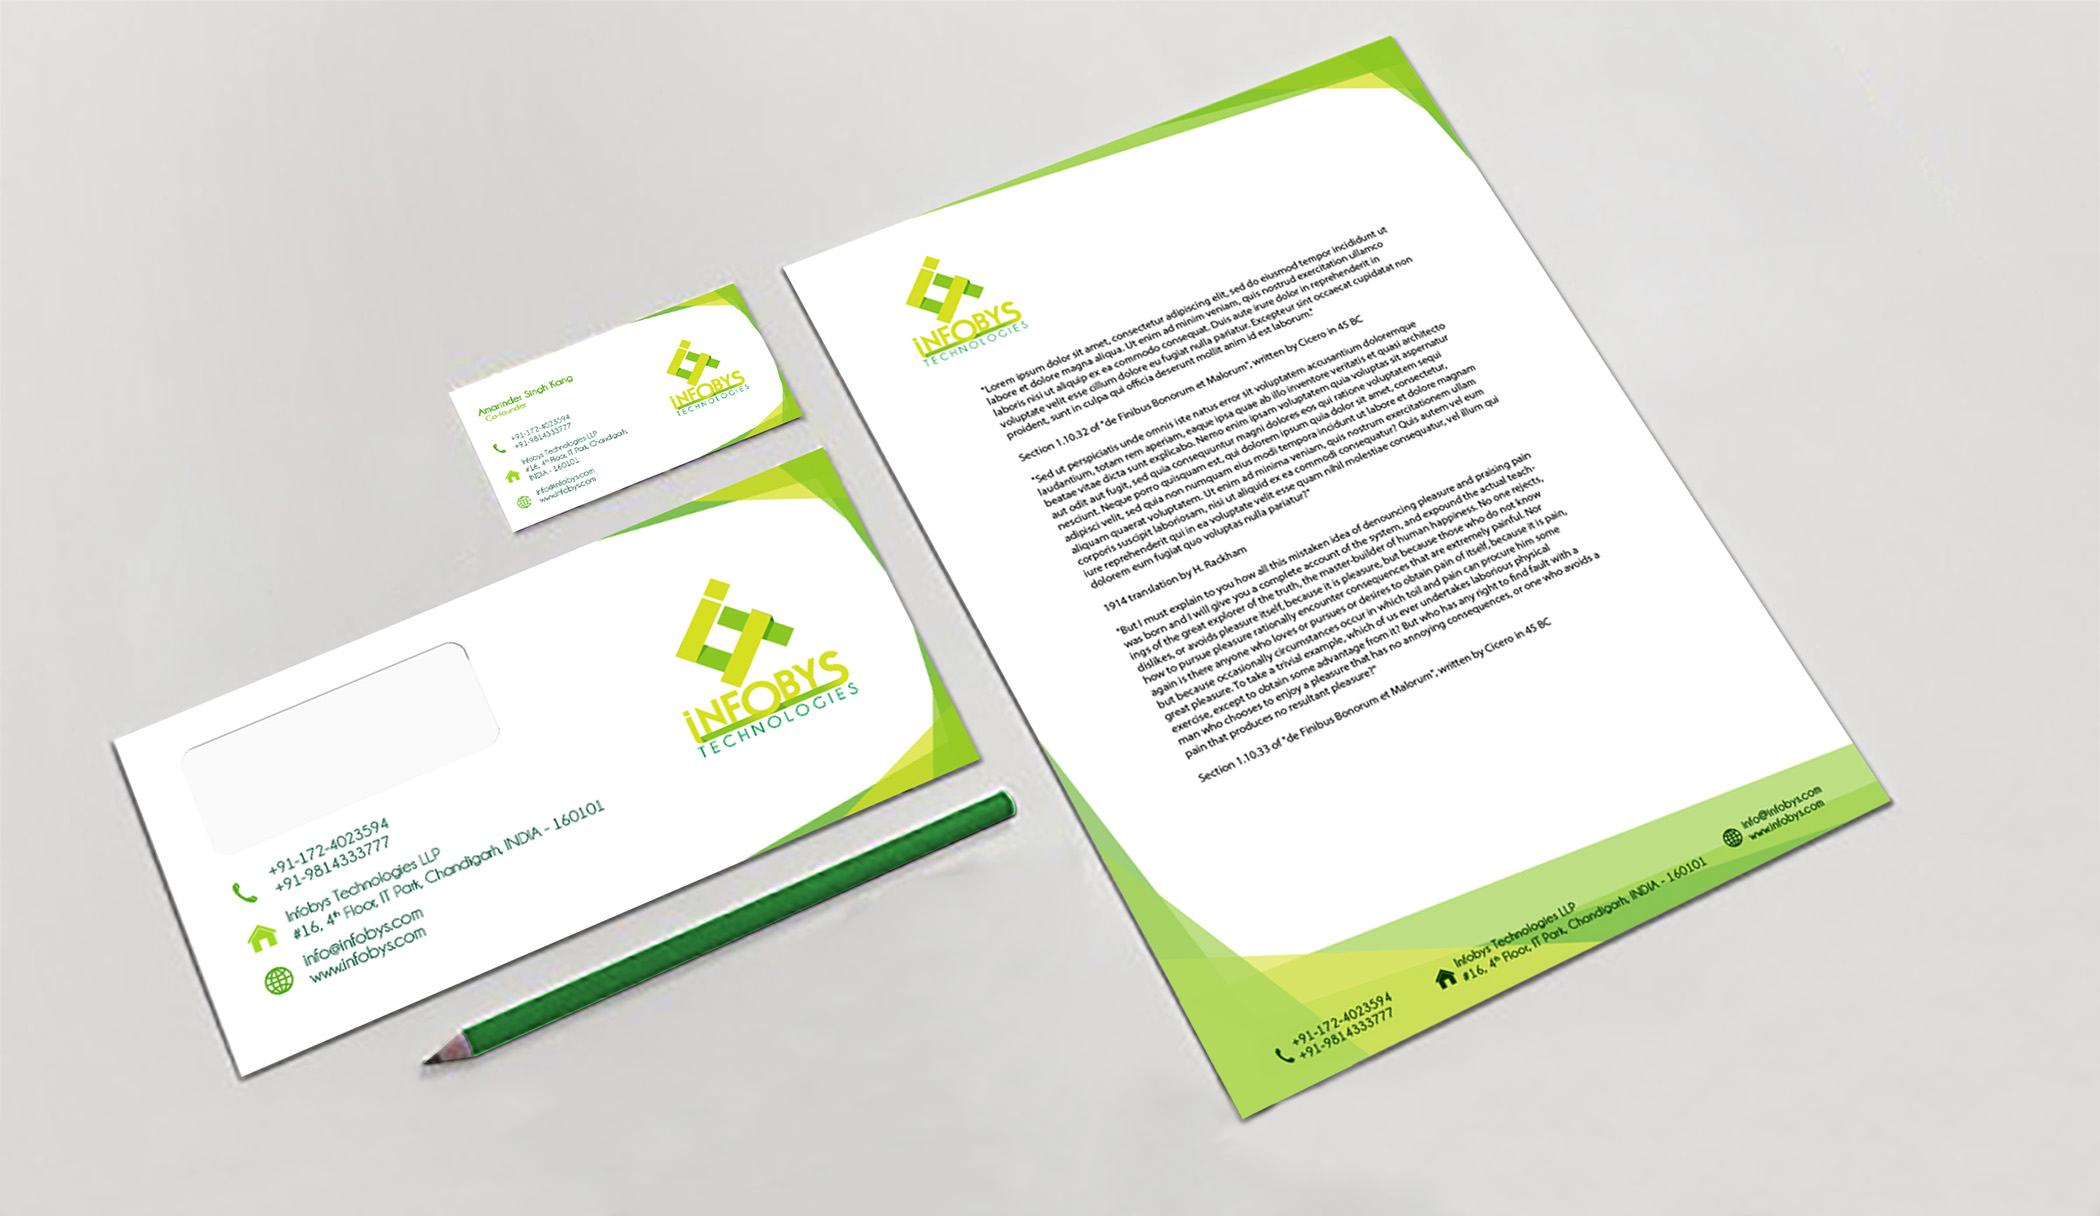 Amarinder Singh Kang
Co-founder
+91-172-4023594
+91-9814333777
Infobys Technologies LLP
#16, 4th Floor, IT Park, Chandigarh,
INDIA - 160101
info@infobys.com
www.infobys.com
iNFOBYS
TECHNOLOGIES
iNFOBYS
TECHNOLOGIES
+91-172-4023594
+91-9814333777
Infobys Technologies LLP
#16, 4th Floor, IT Park, Chandigarh, INDIA - 160101
info@infobys.com
www.infobys.com
iNFOBYS
TECHNOLOGIES
"Lorem ipsum dolor sit amet, consectetur adipiscing elit, sed do eiusmod tempor incididunt ut
labore et dolore magna aliqua. Ut enim ad minim veniam, quis nostrud exercitation ullamco
laboris nisi ut aliquip ex ea commodo consequat. Duis aute irure dolor in reprehenderit in
voluptate velit esse cillum dolore eu fugiat nulla pariatur. Excepteur sint occaecat cupidatat non
proident, sunt in culpa qui officia deserunt mollit anim id est laborum."
Section 1.10.32 of "de Finibus Bonorum et Malorum", written by Cicero in 45 BC
"Sed ut perspiciatis unde omnis iste natus error sit voluptatem accusantium doloremque
laudantium, totam rem aperiam, eaque ipsa quae ab illo inventore veritatis et quasi architecto
beatae vitae dicta sunt explicabo. Nemo enim ipsam voluptatem quia voluptas sit aspernatur
aut odit aut fugit, sed quia consequuntur magni dolores eos qui ratione voluptatem sequi
nesciunt. Neque porro quisquam est, qui dolorem ipsum quia dolor sit amet, consectetur,
adipisci velit, sed quia non numquam eius modi tempora incidunt ut labore et dolore magnam
aliquam quaerat voluptatem. Ut enim ad minima veniam, quis nostrum exercitationem ullam
corporis suscipit laboriosam, nisi ut aliquid ex ea commodi consequatur? Quis autem vel eum
iure reprehenderit qui in ea voluptate velit esse quam nihil molestiae consequatur, vel illum qui
dolorem eum fugiat quo voluptas nulla pariatur?"
1914 translation by H. Rackham
"But I must explain to you how all this mistaken idea of denouncing pleasure and praising pain
was born and I will give you a complete account of the system, and expound the actual teach-
ings of the great explorer of the truth, the master-builder of human happiness. No one rejects,
dislikes, or avoids pleasure itself, because it is pleasure, but because those who do not know
how to pursue pleasure rationally encounter consequences that are extremely painful. Nor
again is there anyone who loves or pursues or desires to obtain pain of itself, because it is pain,
but because occasionally circumstances occur in which toil and pain can procure him some
great pleasure. To take a trivial example, which of us ever undertakes laborious physical
exercise, except to obtain some advantage from it? But who has any right to find fault with a
man who chooses to enjoy a pleasure that has no annoying consequences, or one who avoids a
pain that produces no resultant pleasure?"
Section 1.10.33 of "de Finibus Bonorum et Malorum", written by Cicero in 45 BC
+91-172-4023594
+91-9814333777
Infobys Technologies LLP
#16, 4th Floor, IT Park, Chandigarh, INDIA - 160101
info@infobys.com
www.infobys.com